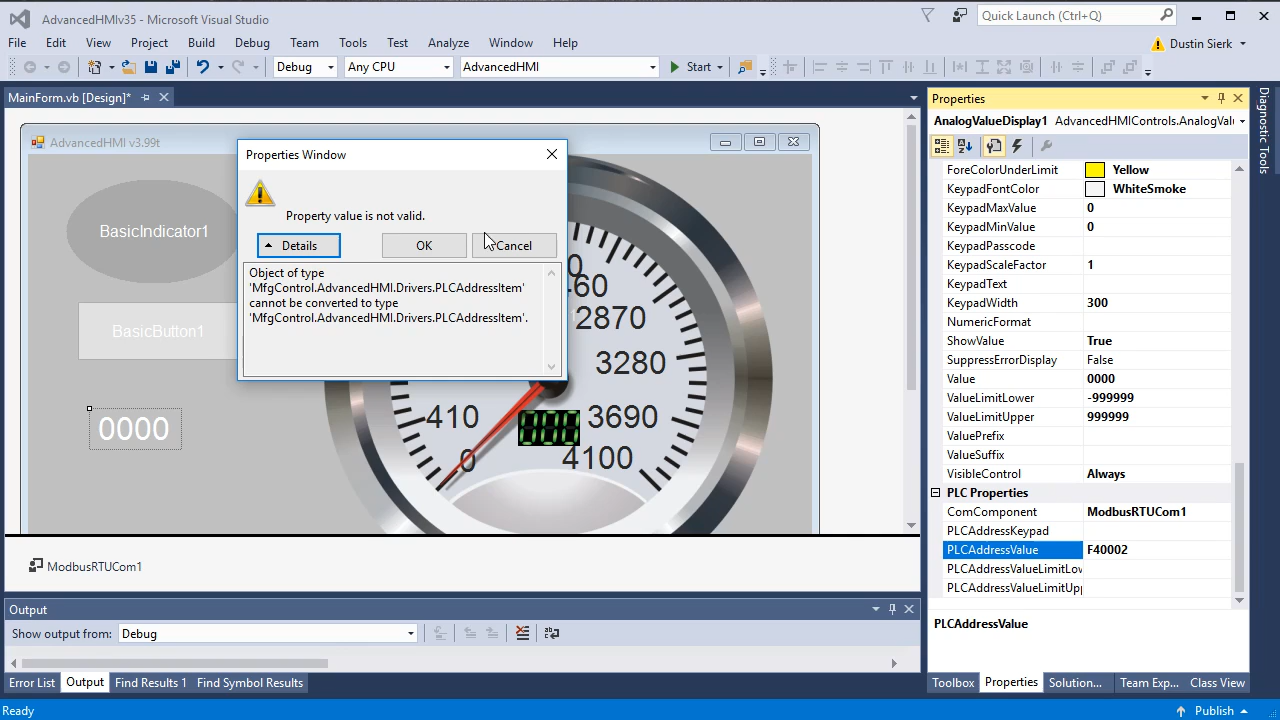 AdvancedHMIv35 - Microsoft Visual Studio
Quick Launch (Ctrl+Q)
File Edit View Project Build Debug Team Tools Test Analyze Window Help
Dustin Sierk
Debug Any CPU AdvancedHMI Start
MainForm.vb [Design]*
AdvancedHMI v3.99t
BasicIndicator1
BasicButton1
0000
Properties Window
Property value is not valid.
Details OK Cancel
Object of type
'MfgControl.AdvancedHMI.Drivers.PLCAddressItem'
cannot be converted to type
'MfgControl.AdvancedHMI.Drivers.PLCAddressItem'.
2870
3280
3690
4100
410
0
000
ModbusRTUCom1
Output
Show output from: Debug
Error List Output Find Results 1 Find Symbol Results
Properties
AnalogValueDisplay1 AdvancedHMIControls.AnalogVal
ForeColorUnderLimit Yellow
KeypadFontColor WhiteSmoke
KeypadMaxValue 0
KeypadMinValue 0
KeypadPasscode
KeypadScaleFactor 1
KeypadText
KeypadWidth 300
NumericFormat
ShowValue True
SuppressErrorDisplay False
Value 0000
ValueLimitLower -999999
ValueLimitUpper 999999
ValuePrefix
ValueSuffix
VisibleControl Always
PLC Properties
ComComponent ModbusRTUCom1
PLCAddressKeypad
PLCAddressValue F40002
PLCAddressValueLimitLow
PLCAddressValueLimitUpp
PLCAddressValue
Toolbox Properties Solution... Team Exp... Class View
Diagnostic Tools
Ready
Publish